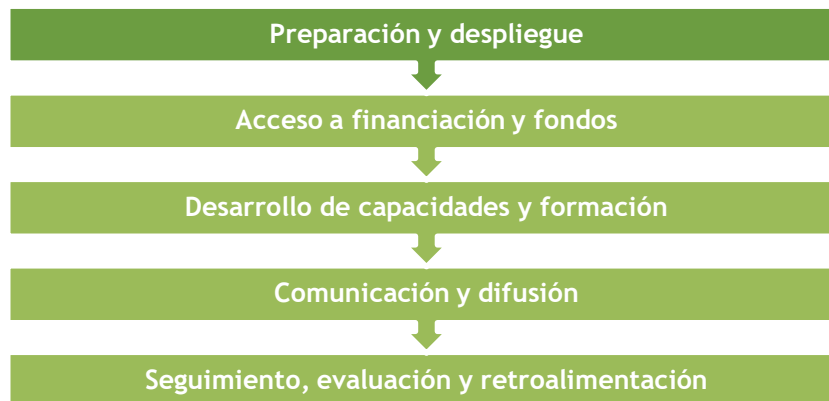 Preparación y despliegue
Acceso a financiación y fondos
Desarrollo de capacidades y formación
Comunicación y difusión
Seguimiento, evaluación y retroalimentación